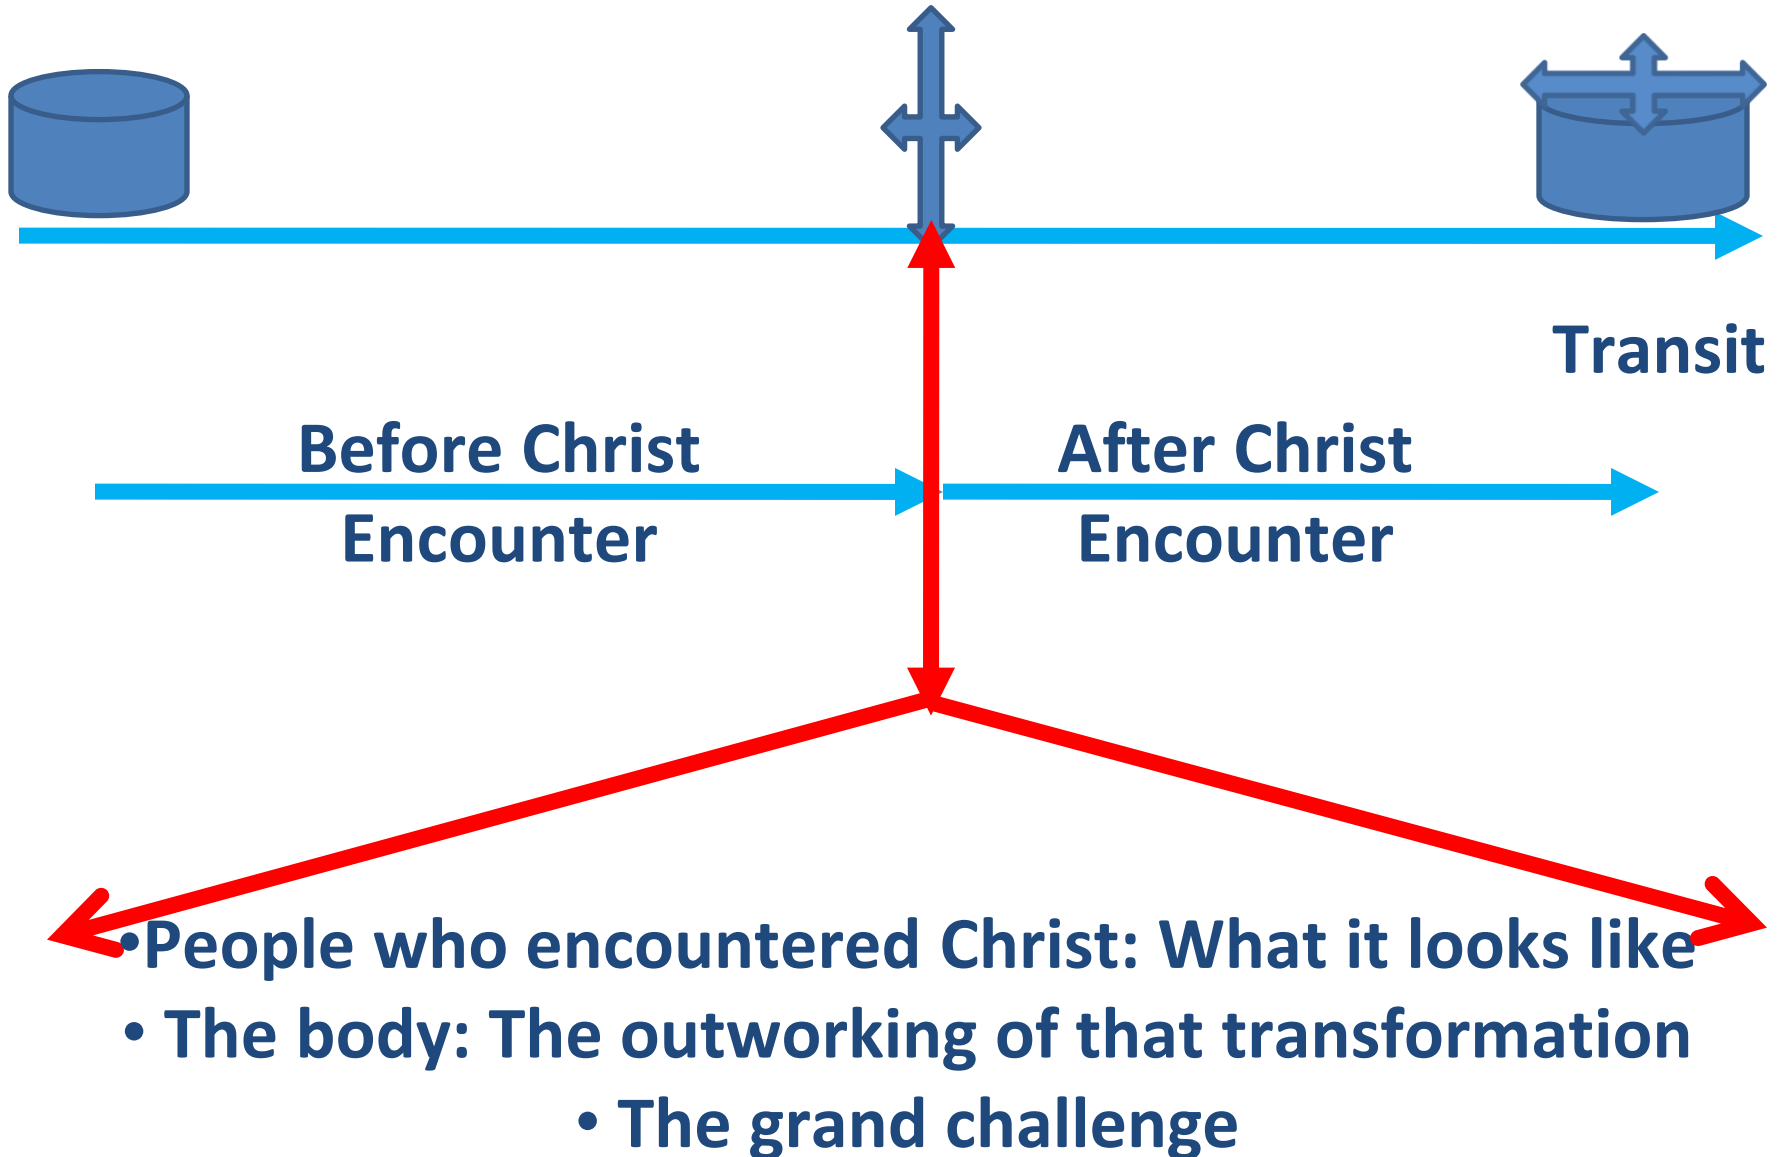 Transit
Before Christ
Encounter
After Christ
Encounter
•People who encountered Christ: What it looks like
• The body: The outworking of that transformation
• The grand challenge